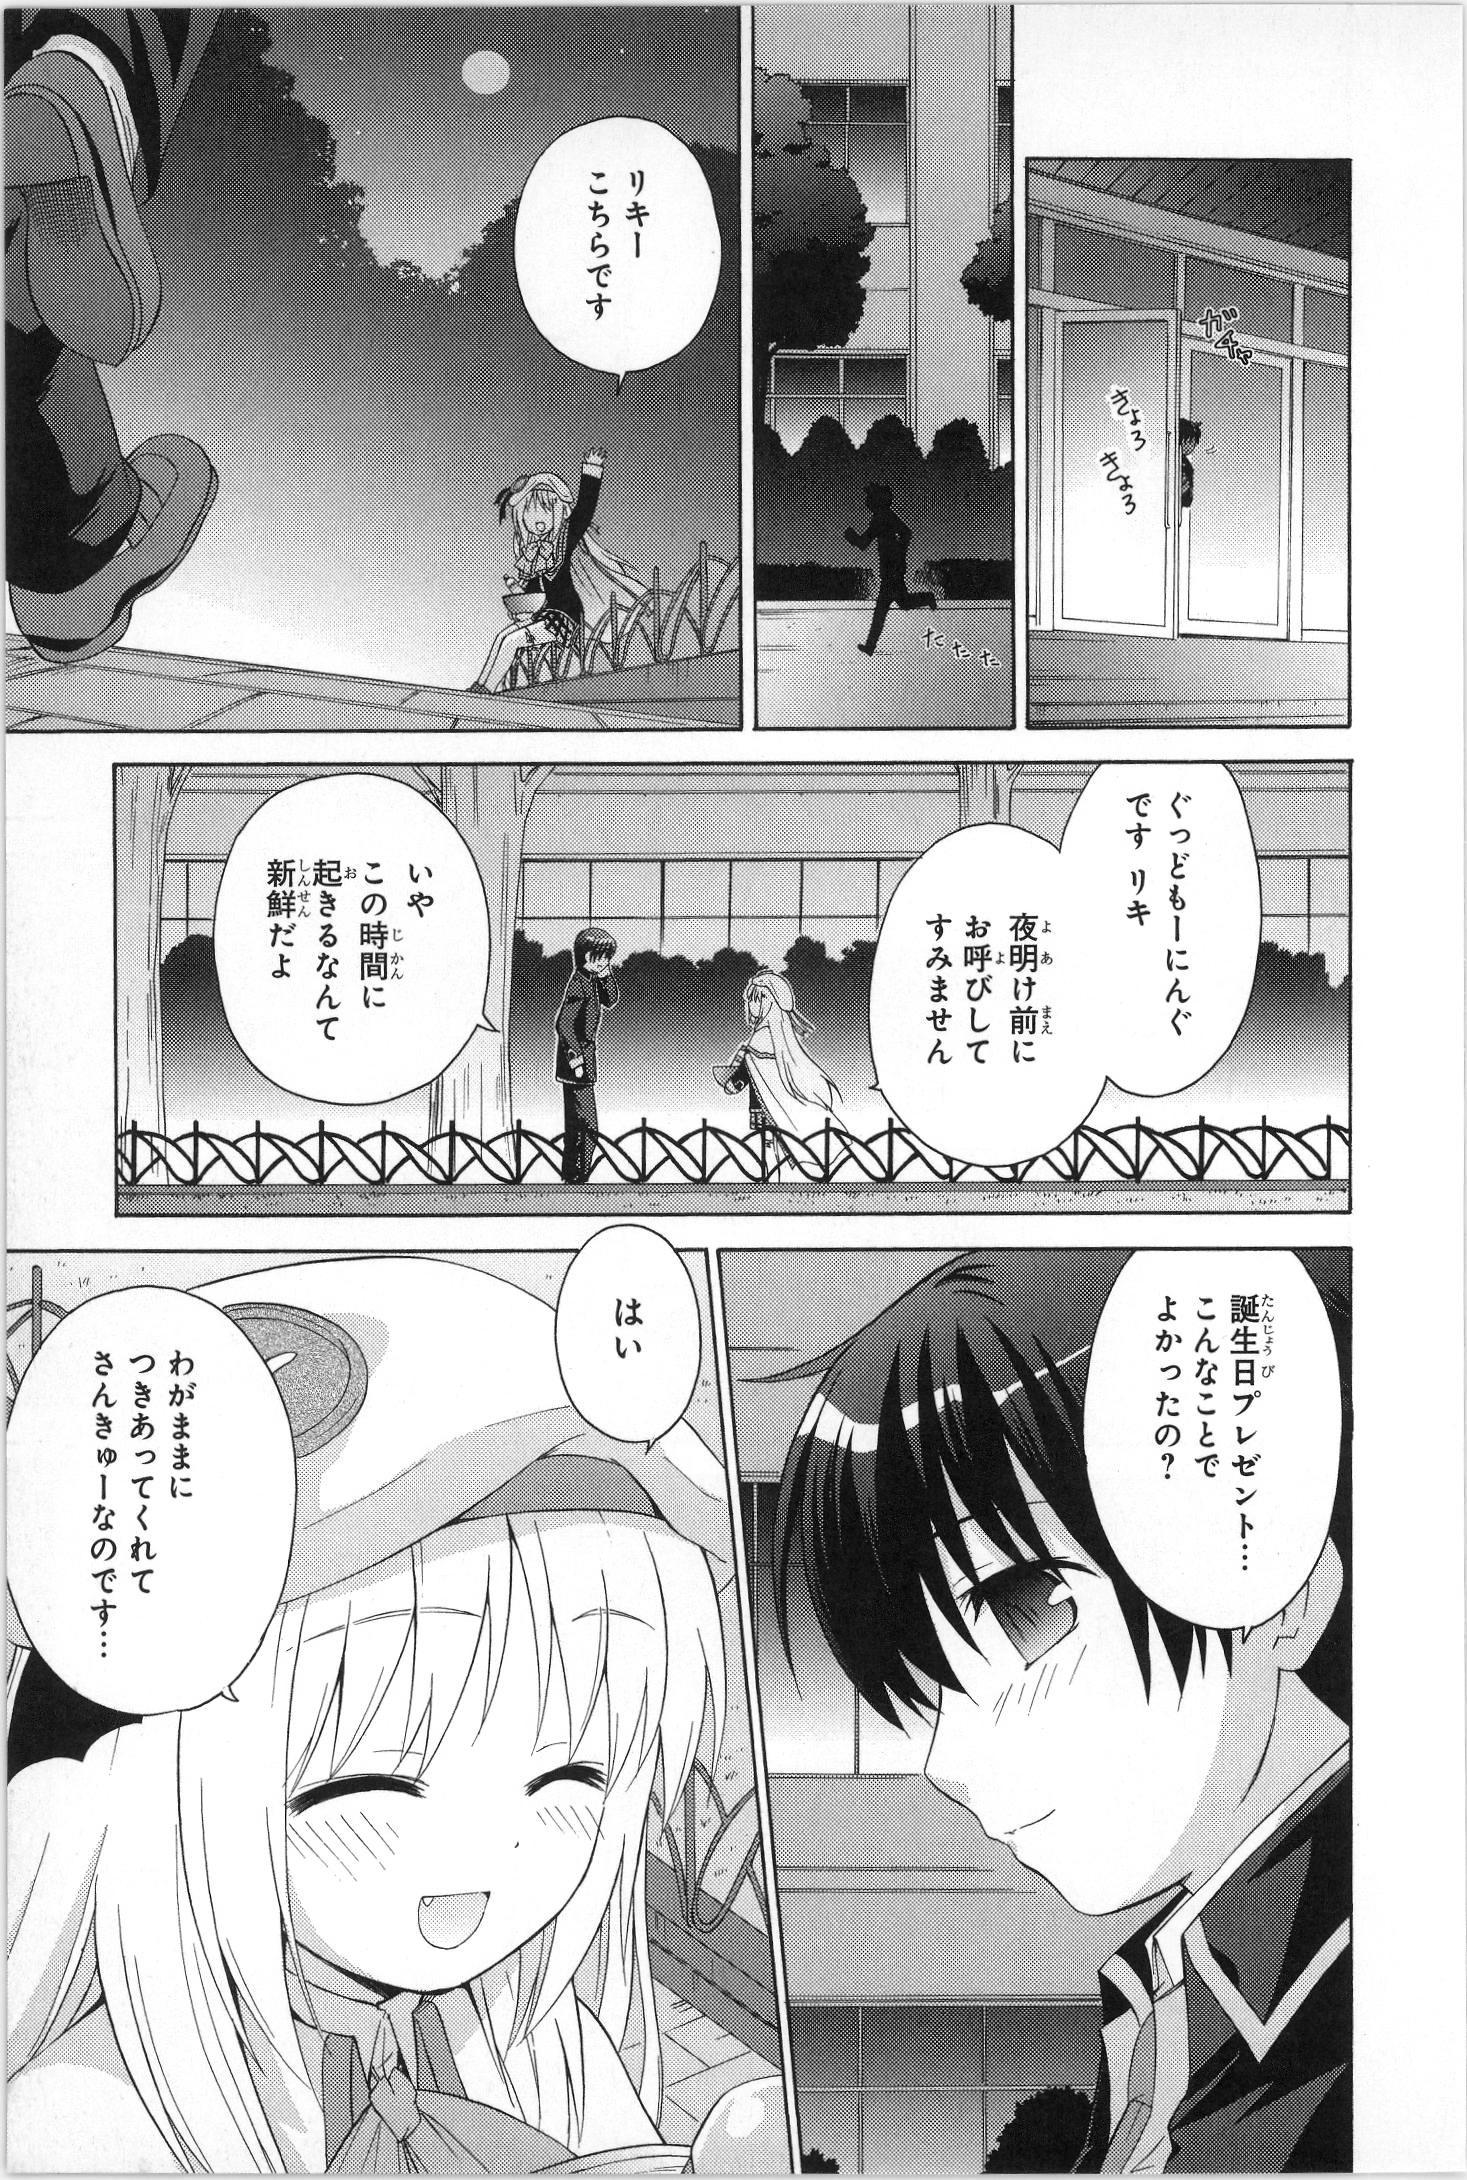 ガチャ
きょろ
きょろ
たたた
リキー
こちらです
ぐっどもーにんぐ
です リキ
夜明け前に
お呼びして
すみません
いや
この時間に
起きるなんて
新鮮だよ
誕生日プレゼント…
こんなことで
よかったの?
はい
わがままに
つきあってくれて
さんきゅーなのです…